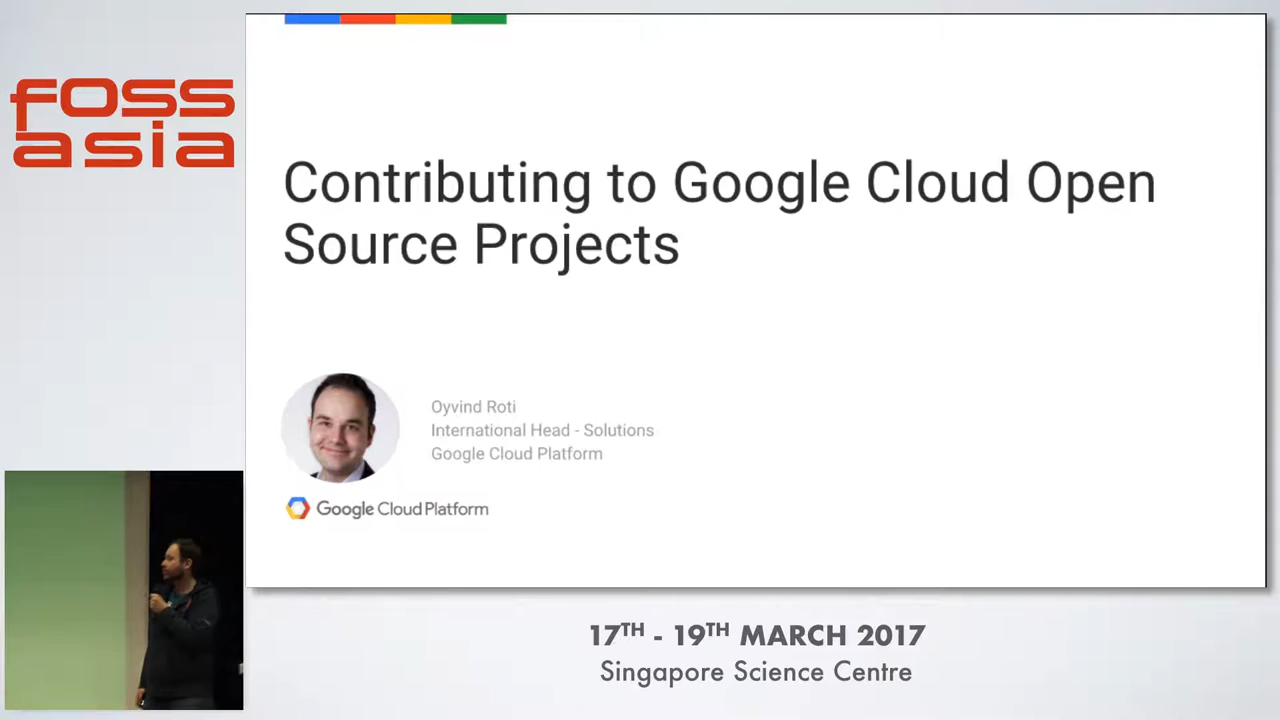 foss
asia
Contributing to Google Cloud Open
Source Projects
Oyvind Roti
International Head - Solutions
Google Cloud Platform
Google Cloud Platform
17TH - 19TH MARCH 2017
Singapore Science Centre